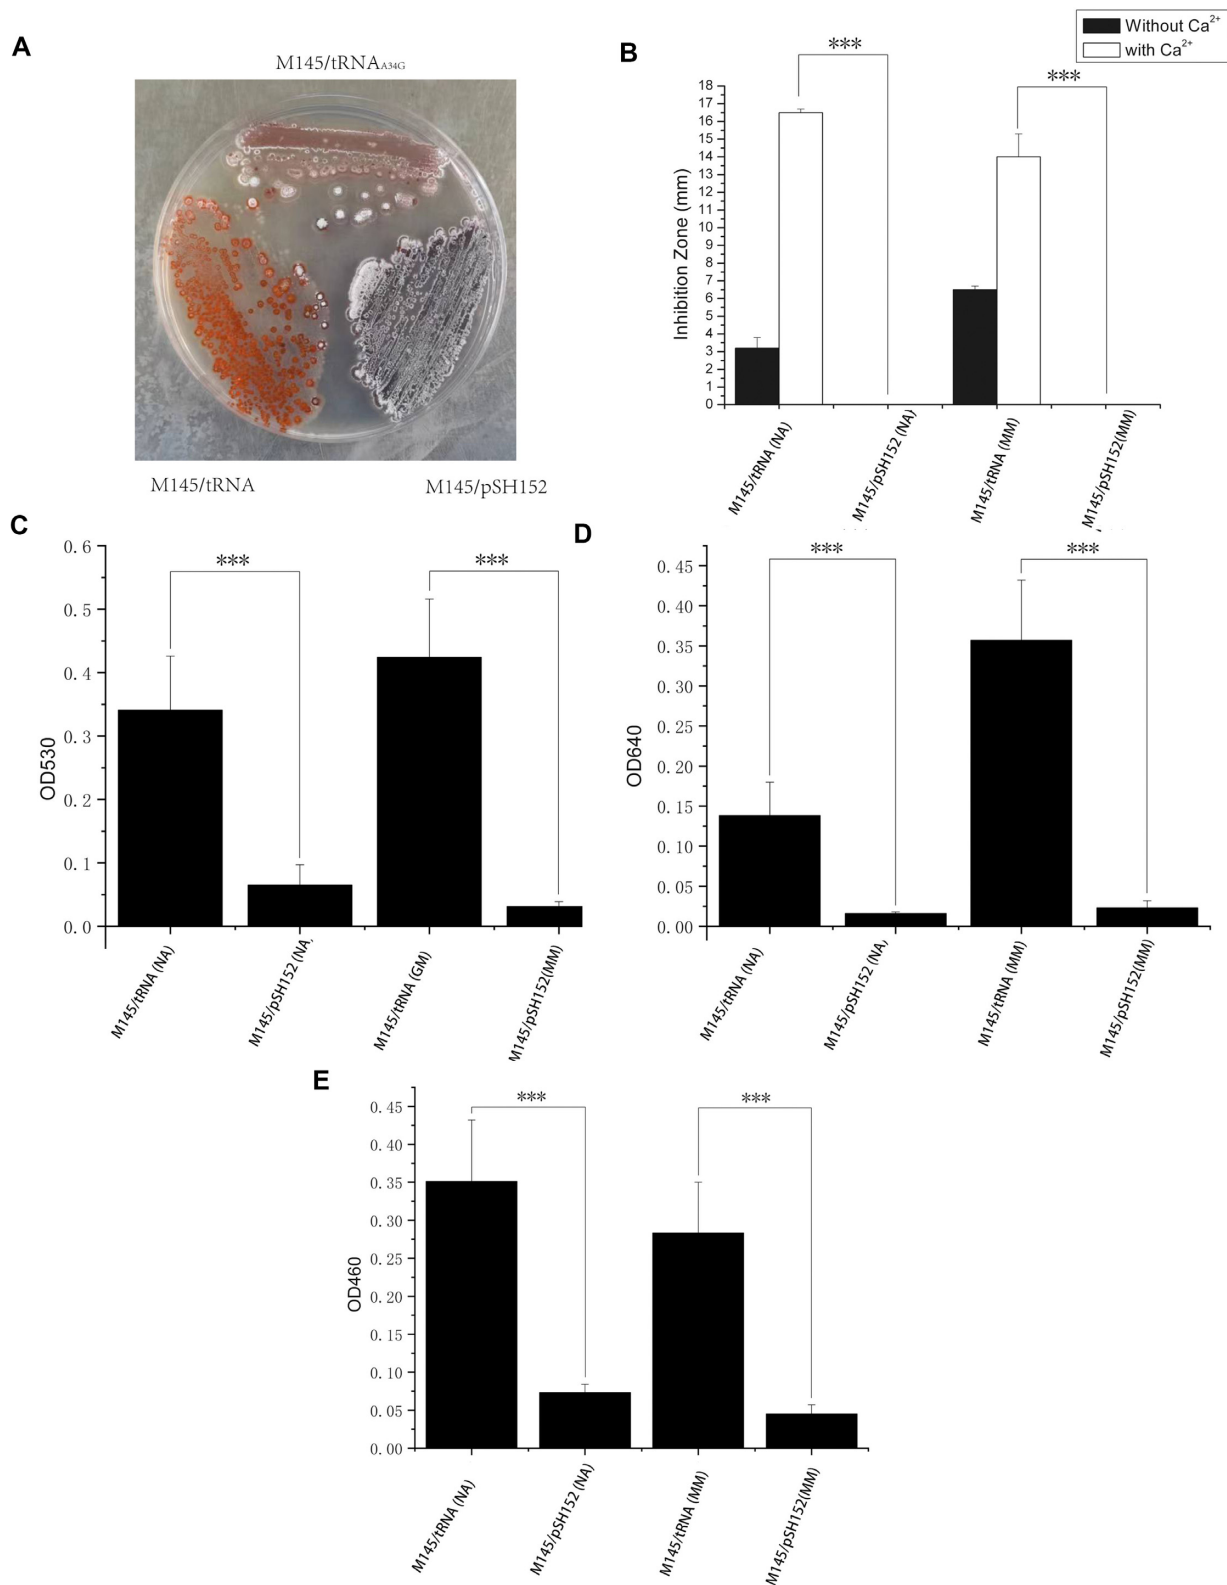 A
M145/tRNAA34G
M145/tRNA
M145/pSH152
B
Without Ca2+
with Ca2+
***
***
Inhibition Zone (mm)
18
17
16
15
14
13
12
11
10
9
8
7
6
5
4
3
2
1
0
M145/tRNA (NA)
M145/pSH152 (NA)
M145/tRNA (MM)
M145/pSH152(MM)
C
***
***
OD530
0.6
0.5
0.4
0.3
0.2
0.1
0.0
M145/tRNA (NA)
M145/pSH152 (NA)
M145/tRNA (GM)
M145/pSH152(MM)
D
***
***
OD640
0.45
0.40
0.35
0.30
0.25
0.20
0.15
0.10
0.05
0.00
M145/tRNA (NA)
M145/pSH152 (NA)
M145/tRNA (MM)
M145/pSH152(MM)
E
***
***
OD460
0.45
0.40
0.35
0.30
0.25
0.20
0.15
0.10
0.05
0.00
M145/tRNA (NA)
M145/pSH152 (NA)
M145/tRNA (MM)
M145/pSH152(MM)